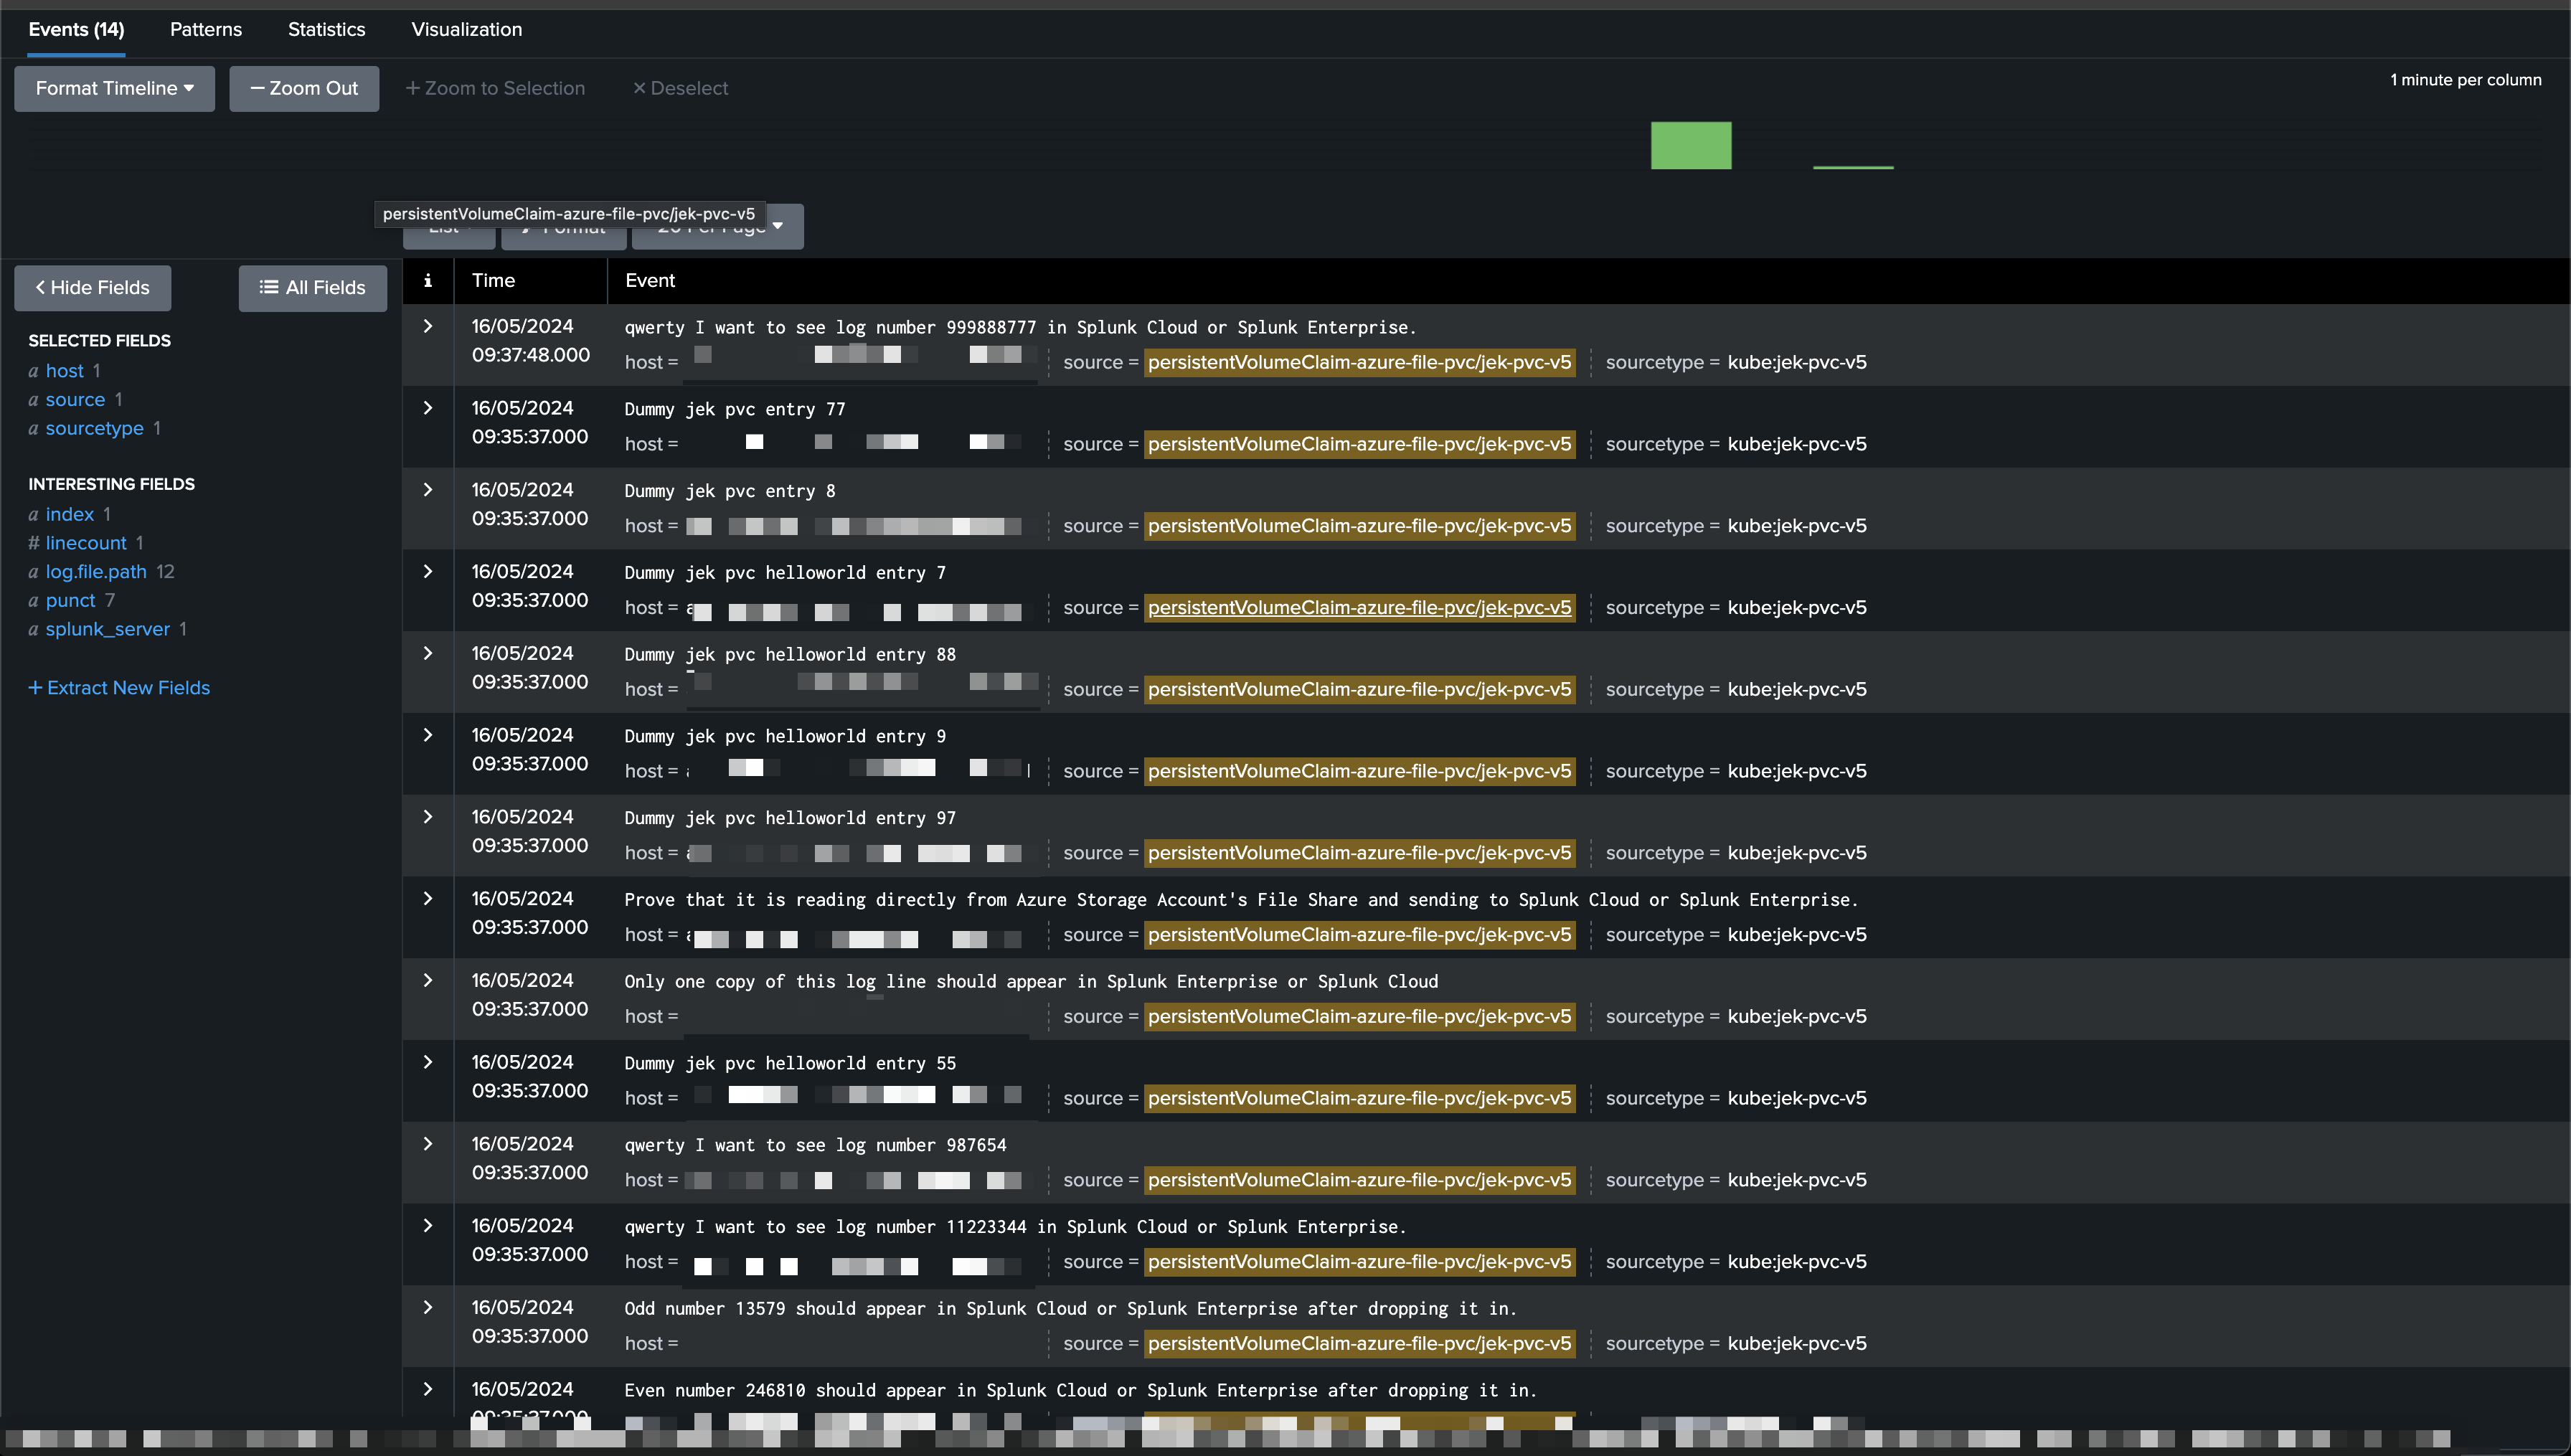 Events (14) Patterns Statistics Visualization
Format Timeline — Zoom Out + Zoom to Selection × Deselect 1 minute per column
persistentVolumeClaim-azure-file-pvc/jek-pvc-v5
List Format 20 Per Page
< Hide Fields All Fields
i Time Event
SELECTED FIELDS
a host 1
a source 1
a sourcetype 1
INTERESTING FIELDS
a index 1
# linecount 1
a log.file.path 12
a punct 7
a splunk_server 1
+ Extract New Fields
16/05/2024 qwerty I want to see log number 999888777 in Splunk Cloud or Splunk Enterprise.
09:37:48.000 host = source = persistentVolumeClaim-azure-file-pvc/jek-pvc-v5 sourcetype = kube:jek-pvc-v5
16/05/2024 Dummy jek pvc entry 77
09:35:37.000 host = source = persistentVolumeClaim-azure-file-pvc/jek-pvc-v5 sourcetype = kube:jek-pvc-v5
16/05/2024 Dummy jek pvc entry 8
09:35:37.000 host = source = persistentVolumeClaim-azure-file-pvc/jek-pvc-v5 sourcetype = kube:jek-pvc-v5
16/05/2024 Dummy jek pvc helloworld entry 7
09:35:37.000 host = source = persistentVolumeClaim-azure-file-pvc/jek-pvc-v5 sourcetype = kube:jek-pvc-v5
16/05/2024 Dummy jek pvc helloworld entry 88
09:35:37.000 host = source = persistentVolumeClaim-azure-file-pvc/jek-pvc-v5 sourcetype = kube:jek-pvc-v5
16/05/2024 Dummy jek pvc helloworld entry 9
09:35:37.000 host = source = persistentVolumeClaim-azure-file-pvc/jek-pvc-v5 sourcetype = kube:jek-pvc-v5
16/05/2024 Dummy jek pvc helloworld entry 97
09:35:37.000 host = source = persistentVolumeClaim-azure-file-pvc/jek-pvc-v5 sourcetype = kube:jek-pvc-v5
16/05/2024 Prove that it is reading directly from Azure Storage Account's File Share and sending to Splunk Cloud or Splunk Enterprise.
09:35:37.000 host = source = persistentVolumeClaim-azure-file-pvc/jek-pvc-v5 sourcetype = kube:jek-pvc-v5
16/05/2024 Only one copy of this log line should appear in Splunk Enterprise or Splunk Cloud
09:35:37.000 host = source = persistentVolumeClaim-azure-file-pvc/jek-pvc-v5 sourcetype = kube:jek-pvc-v5
16/05/2024 Dummy jek pvc helloworld entry 55
09:35:37.000 host = source = persistentVolumeClaim-azure-file-pvc/jek-pvc-v5 sourcetype = kube:jek-pvc-v5
16/05/2024 qwerty I want to see log number 987654
09:35:37.000 host = source = persistentVolumeClaim-azure-file-pvc/jek-pvc-v5 sourcetype = kube:jek-pvc-v5
16/05/2024 qwerty I want to see log number 11223344 in Splunk Cloud or Splunk Enterprise.
09:35:37.000 host = source = persistentVolumeClaim-azure-file-pvc/jek-pvc-v5 sourcetype = kube:jek-pvc-v5
16/05/2024 Odd number 13579 should appear in Splunk Cloud or Splunk Enterprise after dropping it in.
09:35:37.000 host = source = persistentVolumeClaim-azure-file-pvc/jek-pvc-v5 sourcetype = kube:jek-pvc-v5
16/05/2024 Even number 246810 should appear in Splunk Cloud or Splunk Enterprise after dropping it in.